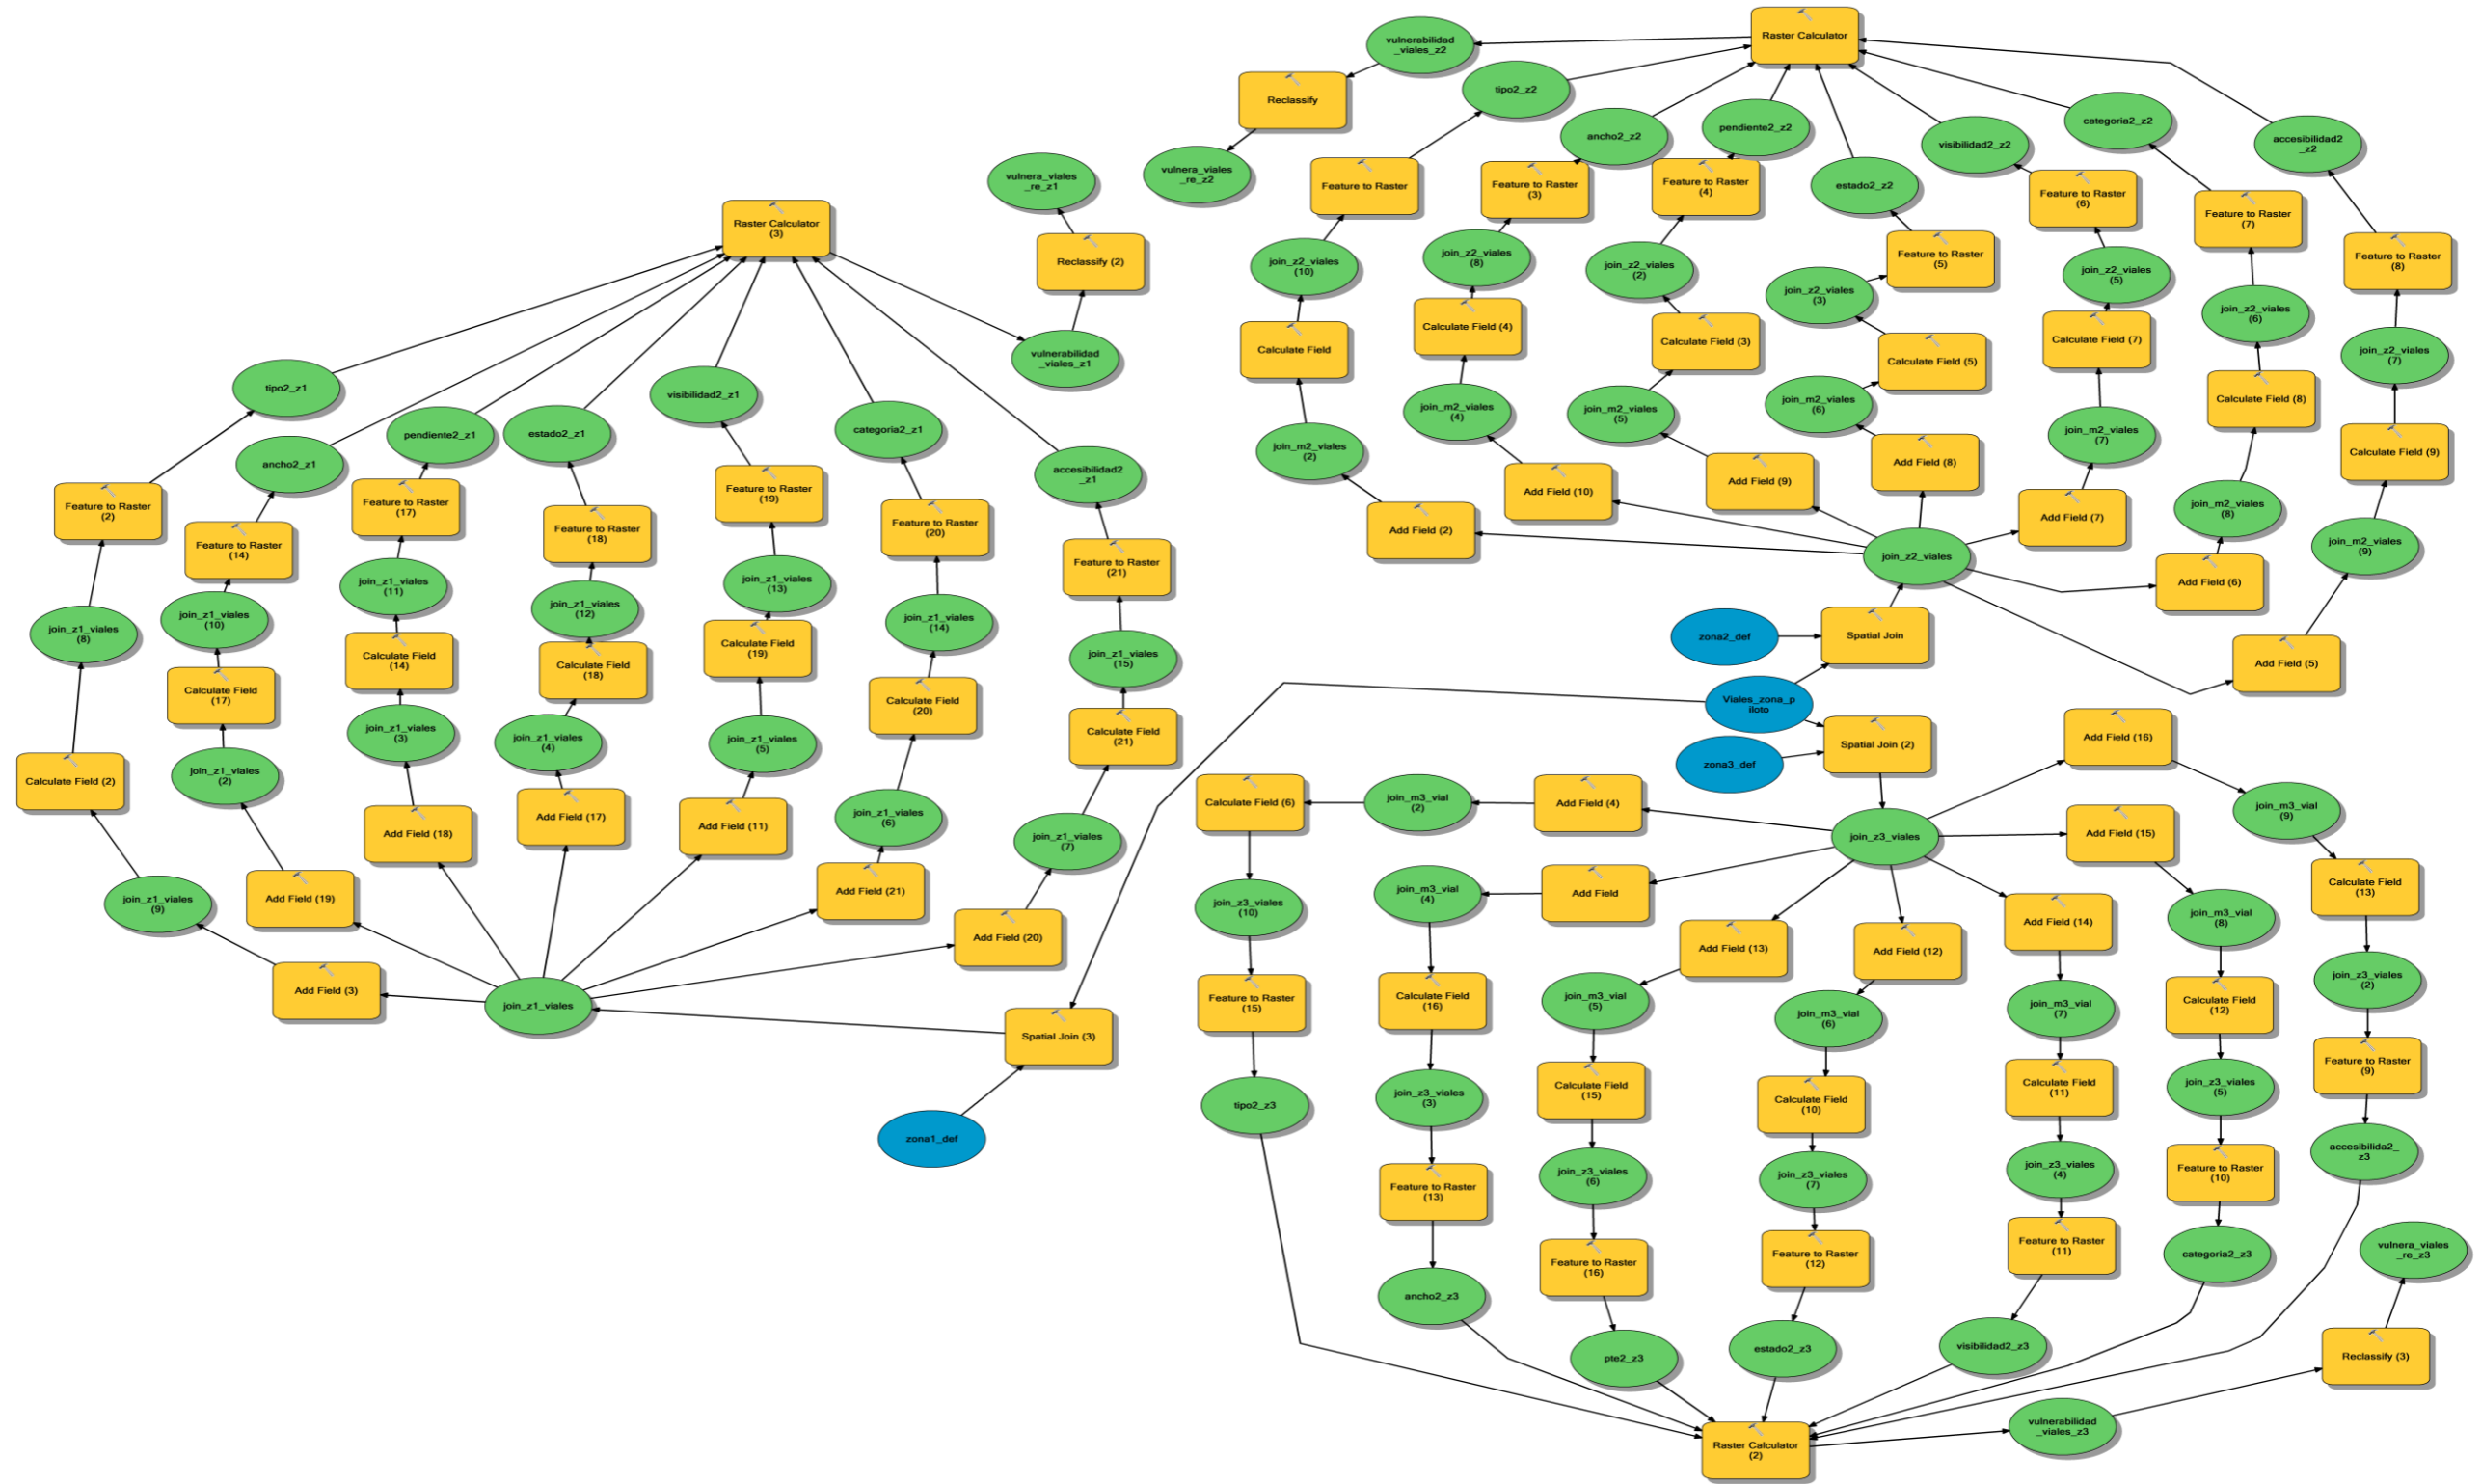 vulnerabilidad
_viales_z2
Raster Calculator
Reclassify
tipo2_z2
ancho2_z2
pendiente2_z2
estado2_z2
visibilidad2_z2
categoria2_z2
accesibilidad2
_z2
vulnera_viales
_re_z2
Feature to Raster
Feature to Raster
(3)
Feature to Raster
(4)
Feature to Raster
(5)
Feature to Raster
(6)
Feature to Raster
(7)
Feature to Raster
(8)
join_z2_viales
(10)
join_z2_viales
(8)
join_z2_viales
(2)
join_z2_viales
(3)
join_z2_viales
(5)
join_z2_viales
(6)
join_z2_viales
(7)
Calculate Field
Calculate Field (4)
Calculate Field (3)
Calculate Field (5)
Calculate Field (7)
Calculate Field (8)
Calculate Field (9)
join_m2_viales
(2)
join_m2_viales
(4)
join_m2_viales
(5)
join_m2_viales
(6)
join_m2_viales
(7)
join_m2_viales
(8)
join_m2_viales
(9)
Add Field (2)
Add Field (10)
Add Field (9)
Add Field (8)
Add Field (7)
Add Field (6)
Add Field (5)
join_z2_viales
Spatial Join
zona2_def
Viales_zona_p
iloto
zona3_def
Spatial Join (2)
vulnera_viales
_re_z1
Raster Calculator
(3)
Reclassify (2)
vulnerabilidad
_viales_z1
tipo2_z1
ancho2_z1
pendiente2_z1
estado2_z1
visibilidad2_z1
categoria2_z1
accesibilidad2
_z1
Feature to Raster
(2)
Feature to Raster
(14)
Feature to Raster
(17)
Feature to Raster
(18)
Feature to Raster
(19)
Feature to Raster
(20)
Feature to Raster
(21)
join_z1_viales
(8)
join_z1_viales
(10)
join_z1_viales
(11)
join_z1_viales
(12)
join_z1_viales
(13)
join_z1_viales
(14)
join_z1_viales
(15)
Calculate Field (2)
Calculate Field
(17)
Calculate Field
(14)
Calculate Field
(18)
Calculate Field
(19)
Calculate Field
(20)
Calculate Field
(21)
join_z1_viales
(9)
join_z1_viales
(2)
join_z1_viales
(3)
join_z1_viales
(4)
join_z1_viales
(5)
join_z1_viales
(6)
join_z1_viales
(7)
Add Field (3)
Add Field (19)
Add Field (18)
Add Field (17)
Add Field (11)
Add Field (21)
Add Field (20)
join_z1_viales
Spatial Join (3)
zona1_def
join_z3_viales
Add Field (4)
Add Field
Add Field (13)
Add Field (12)
Add Field (14)
Add Field (15)
Add Field (16)
join_m3_vial
(2)
join_m3_vial
(4)
join_m3_vial
(5)
join_m3_vial
(6)
join_m3_vial
(7)
join_m3_vial
(8)
join_m3_vial
(9)
Calculate Field (6)
Calculate Field
(16)
Calculate Field
(15)
Calculate Field
(10)
Calculate Field
(11)
Calculate Field
(12)
Calculate Field
(13)
join_z3_viales
(10)
join_z3_viales
(3)
join_z3_viales
(6)
join_z3_viales
(7)
join_z3_viales
(4)
join_z3_viales
(5)
join_z3_viales
(2)
Feature to Raster
(15)
Feature to Raster
(13)
Feature to Raster
(16)
Feature to Raster
(12)
Feature to Raster
(11)
Feature to Raster
(10)
Feature to Raster
(9)
tipo2_z3
ancho2_z3
pte2_z3
estado2_z3
visibilidad2_z3
categoria2_z3
accesibilida2_
z3
Raster Calculator
(2)
vulnerabilidad
_viales_z3
Reclassify (3)
vulnera_viales
_re_z3